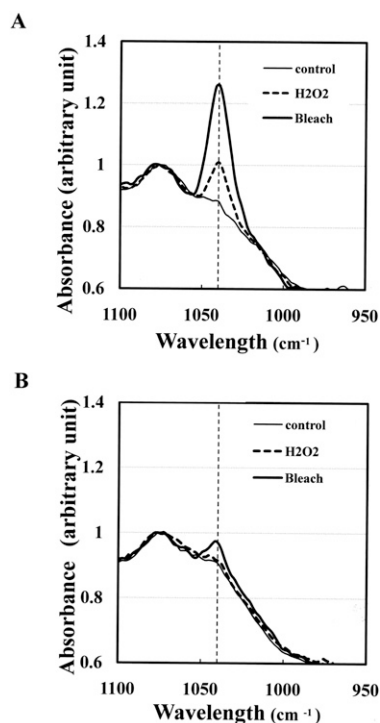 A
1.4
1.2
1
0.8
0.6
control
H2O2
Bleach
Absorbance (arbitrary unit)
1100 1050 1000 950
Wavelength (cm-1)
B
1.4
1.2
1
0.8
0.6
control
H2O2
Bleach
Absorbance (arbitrary unit)
1100 1050 1000 950
Wavelength (cm-1)